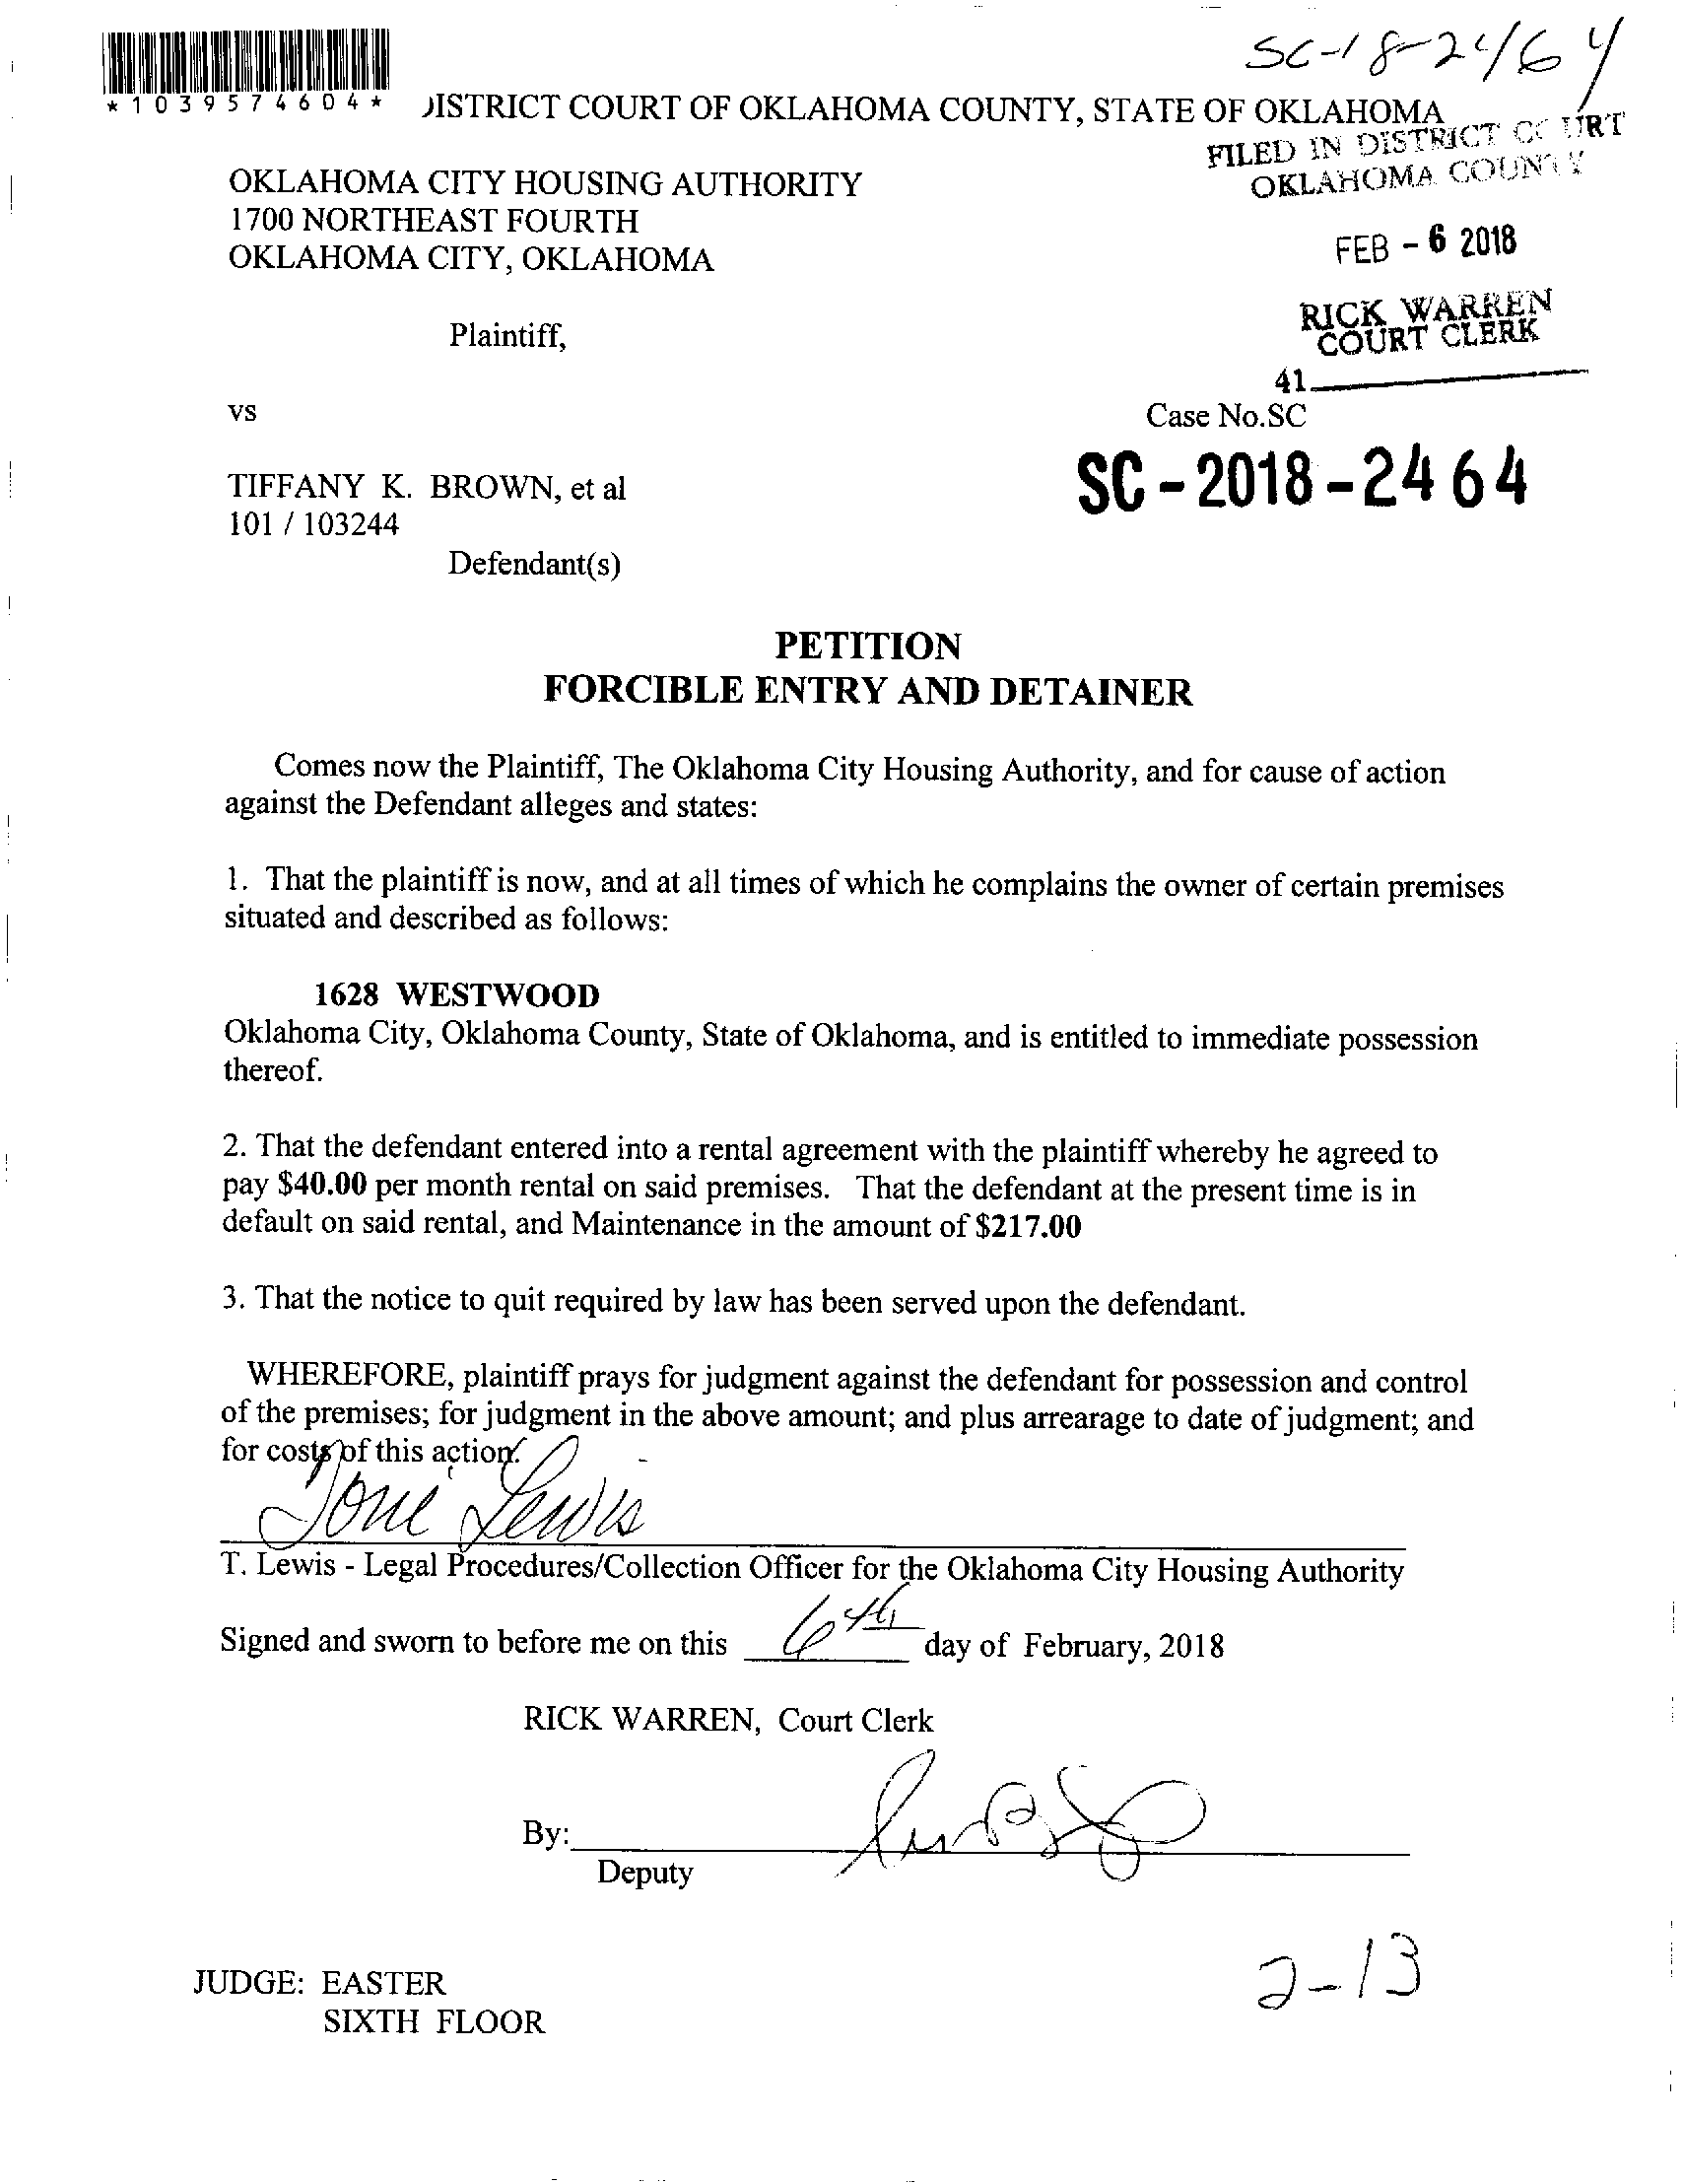 SC-18-2464
*1039574604*
DISTRICT COURT OF OKLAHOMA COUNTY, STATE OF OKLAHOMA
FILED IN DISTRICT COURT
OKLAHOMA COUNTY
OKLAHOMA CITY HOUSING AUTHORITY
1700 NORTHEAST FOURTH
OKLAHOMA CITY, OKLAHOMA
FEB - 6 2018
Plaintiff,
RICK WARREN
COURT CLERK
41
vs
Case No.SC
SC-2018-2464
TIFFANY K. BROWN, et al
101 / 103244
Defendant(s)
PETITION
FORCIBLE ENTRY AND DETAINER
Comes now the Plaintiff, The Oklahoma City Housing Authority, and for cause of action
against the Defendant alleges and states:
1. That the plaintiff is now, and at all times of which he complains the owner of certain premises
situated and described as follows:
1628 WESTWOOD
Oklahoma City, Oklahoma County, State of Oklahoma, and is entitled to immediate possession
thereof.
2. That the defendant entered into a rental agreement with the plaintiff whereby he agreed to
pay $40.00 per month rental on said premises. That the defendant at the present time is in
default on said rental, and Maintenance in the amount of $217.00
3. That the notice to quit required by law has been served upon the defendant.
WHEREFORE, plaintiff prays for judgment against the defendant for possession and control
of the premises; for judgment in the above amount; and plus arrearage to date of judgment; and
for costs of this action.
Toni Lewis
T. Lewis - Legal Procedures/Collection Officer for the Oklahoma City Housing Authority
Signed and sworn to before me on this 6th day of February, 2018
RICK WARREN, Court Clerk
By:
Deputy
2-13
JUDGE: EASTER
SIXTH FLOOR